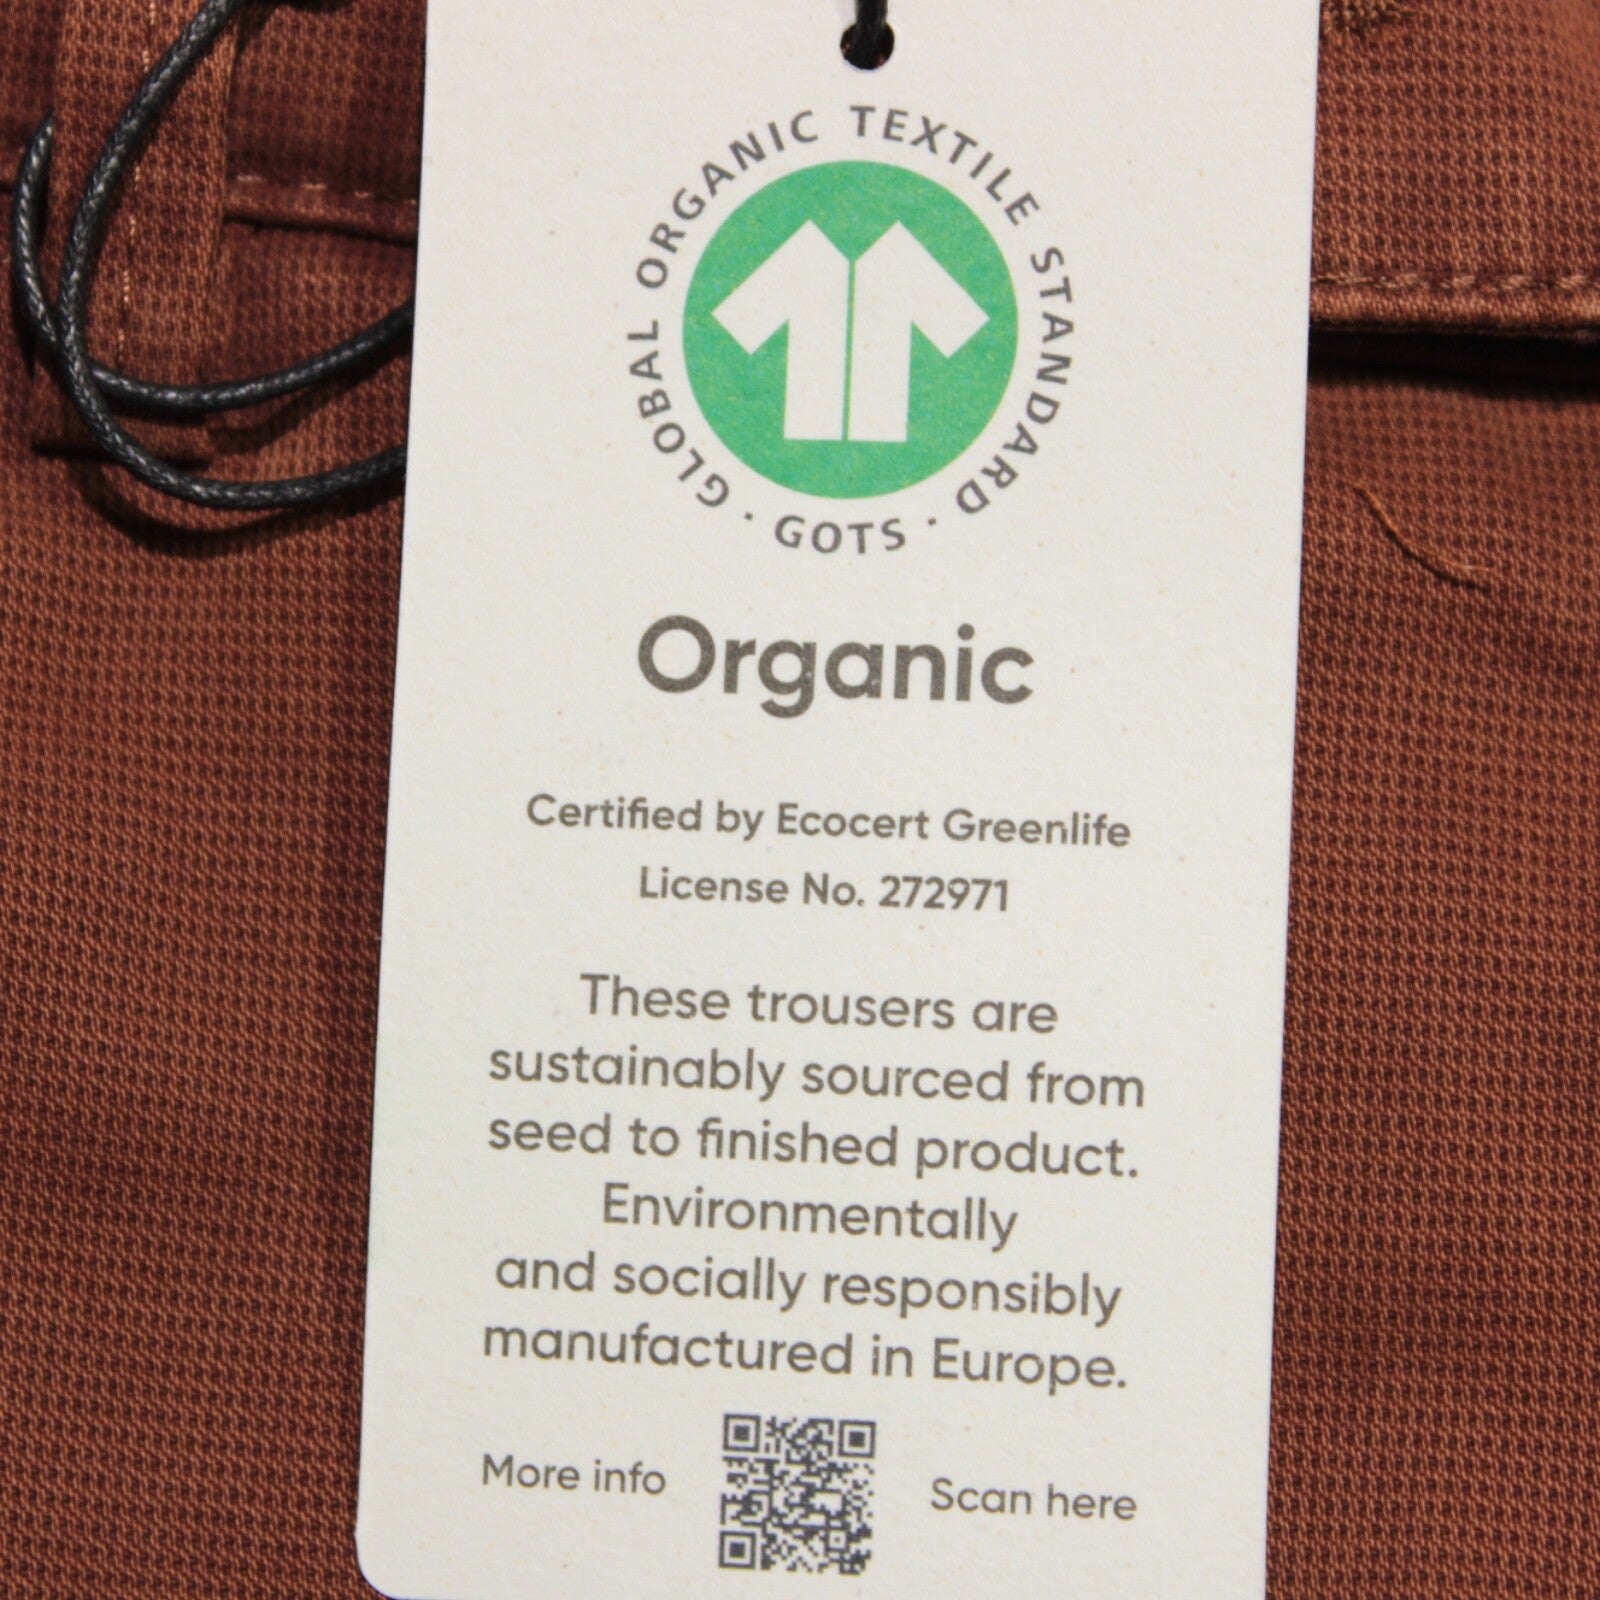 GLOBAL ORGANIC TEXTILE STANDARD · GOTS ·
Organic
Certified by Ecocert Greenlife
License No. 272971
These trousers are
sustainably sourced from
seed to finished product.
Environmentally
and socially responsibly
manufactured in Europe.
More info
Scan here